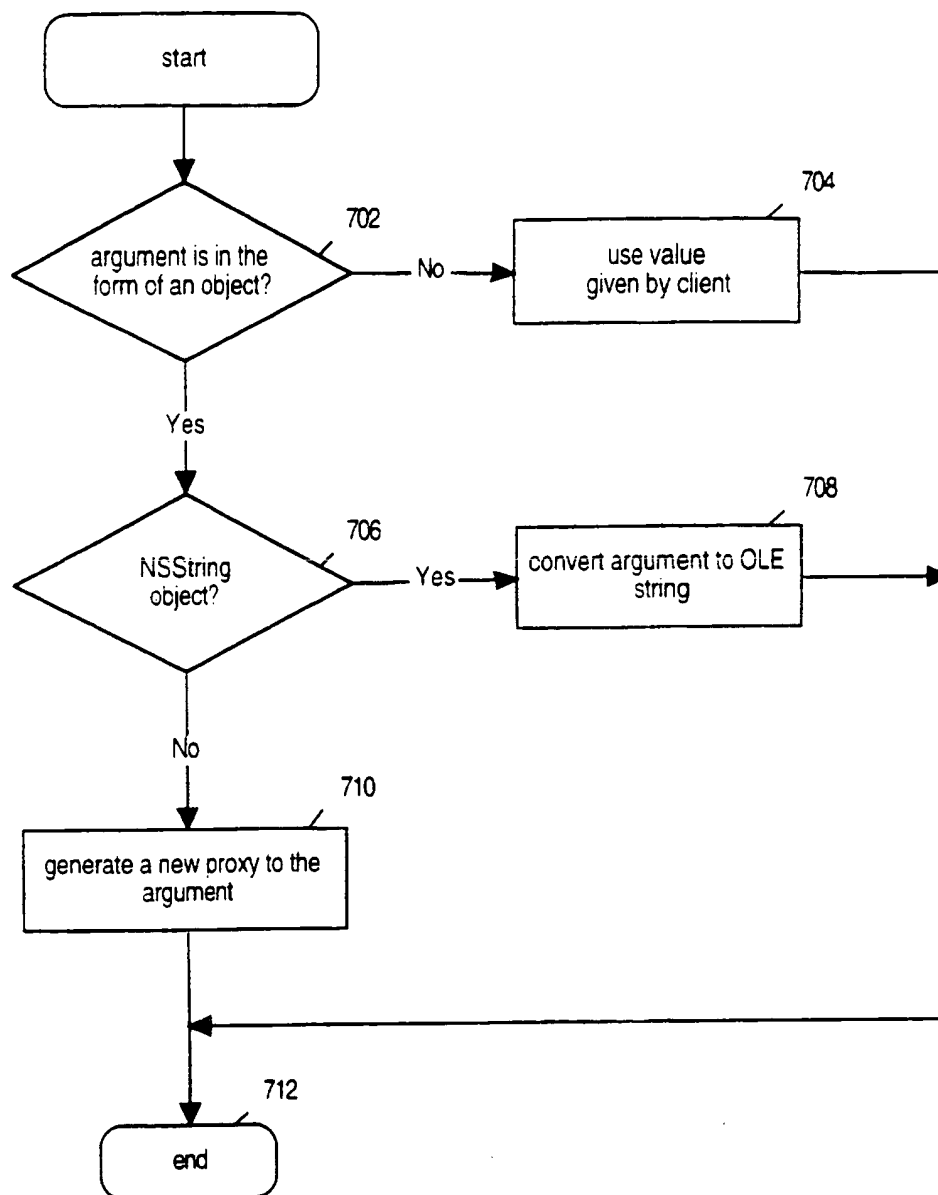 start
702
argument is in the
form of an object?
No
704
use value
given by client
Yes
706
NSString
object?
Yes
708
convert argument to OLE
string
No
710
generate a new proxy to the
argument
712
end